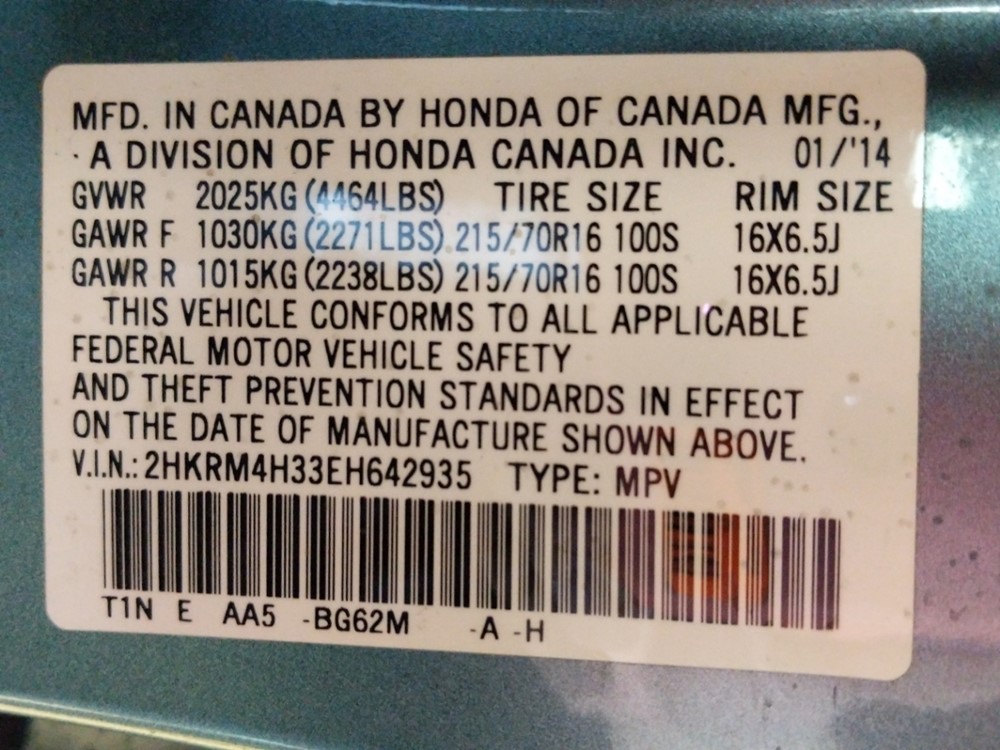 MFD. IN CANADA BY HONDA OF CANADA MFG.,
A DIVISION OF HONDA CANADA INC. 01/'14
GVWR 2025KG (4464LBS) TIRE SIZE RIM SIZE
GAWR F 1030KG (2271LBS) 215/70R16 100S 16X6.5J
GAWR R 1015KG (2238LBS) 215/70R16 100S 16X6.5J
THIS VEHICLE CONFORMS TO ALL APPLICABLE
FEDERAL MOTOR VEHICLE SAFETY
AND THEFT PREVENTION STANDARDS IN EFFECT
ON THE DATE OF MANUFACTURE SHOWN ABOVE.
V.I.N.: 2HKRM4H33EH642935 TYPE: MPV
T1N E AA5 -BG62M -A -H